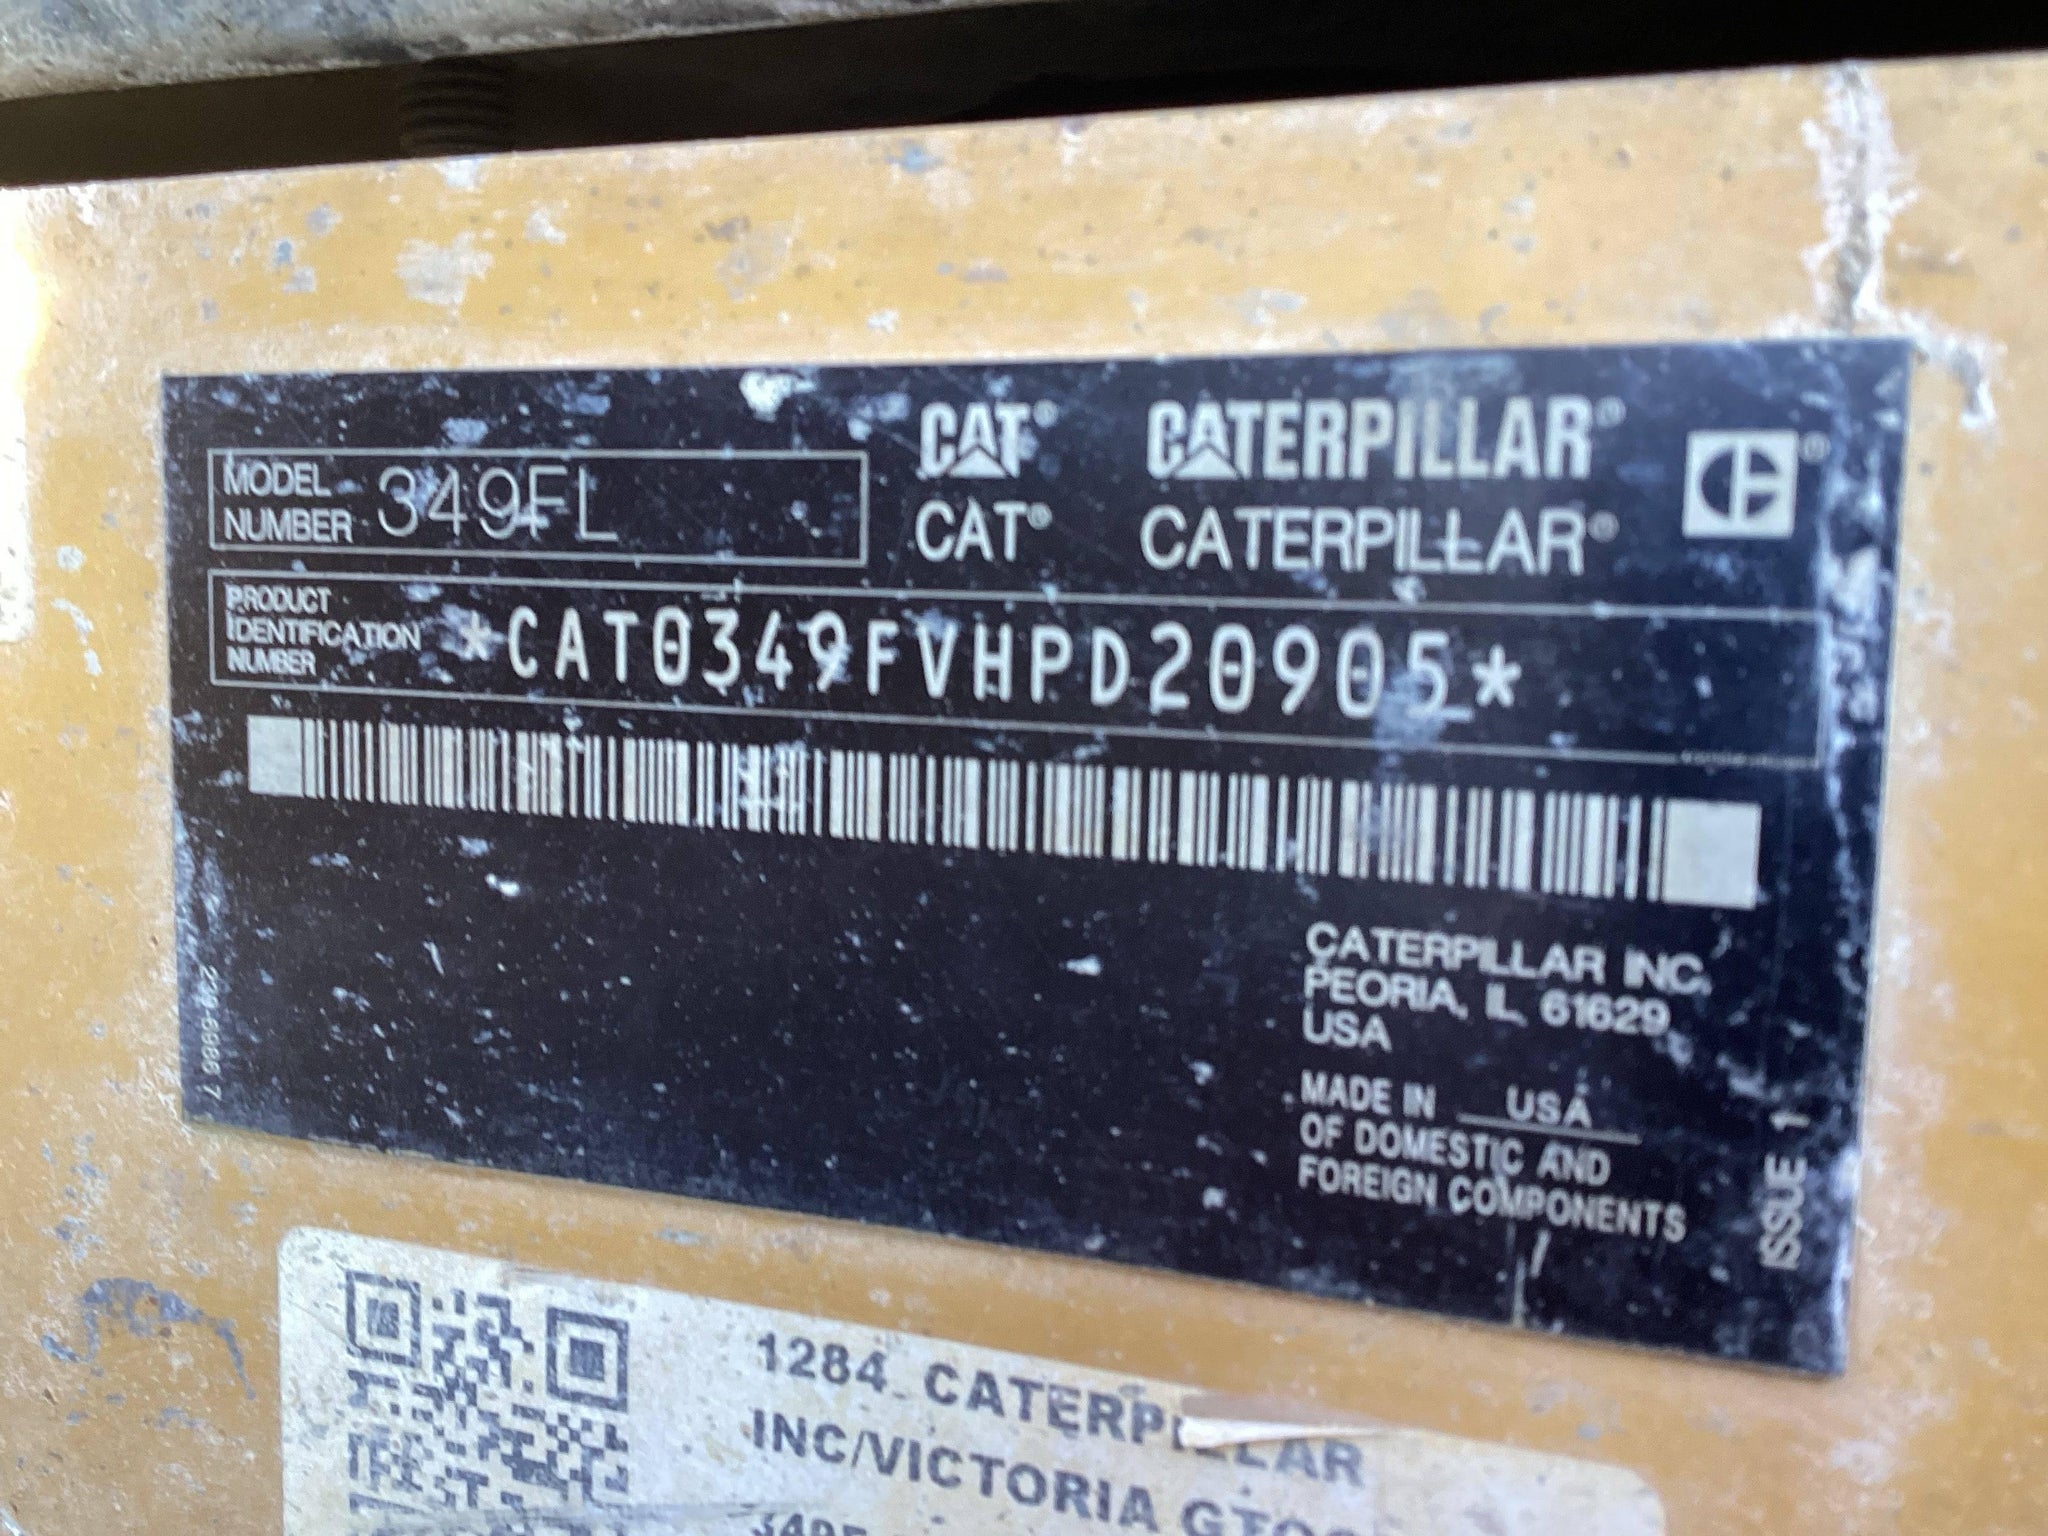 CAT® CATERPILLAR®
CAT® CATERPILLAR®
MODEL NUMBER 349FL
PRODUCT IDENTIFICATION NUMBER *CAT0349FVHPD20905*
CATERPILLAR INC.
PEORIA, IL 61629
USA
MADE IN USA
OF DOMESTIC AND
FOREIGN COMPONENTS
ISSUE 1
1284 CATERPILLAR
INC/VICTORIA